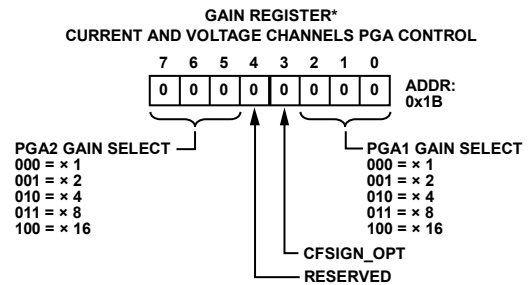 GAIN REGISTER*
CURRENT AND VOLTAGE CHANNELS PGA CONTROL
7 6 5 4 3 2 1 0
0 0 0 0 0 0 0 0
ADDR:
0x1B
PGA2 GAIN SELECT
000 = × 1
001 = × 2
010 = × 4
011 = × 8
100 = × 16
PGA1 GAIN SELECT
000 = × 1
001 = × 2
010 = × 4
011 = × 8
100 = × 16
CFSIGN_OPT
RESERVED